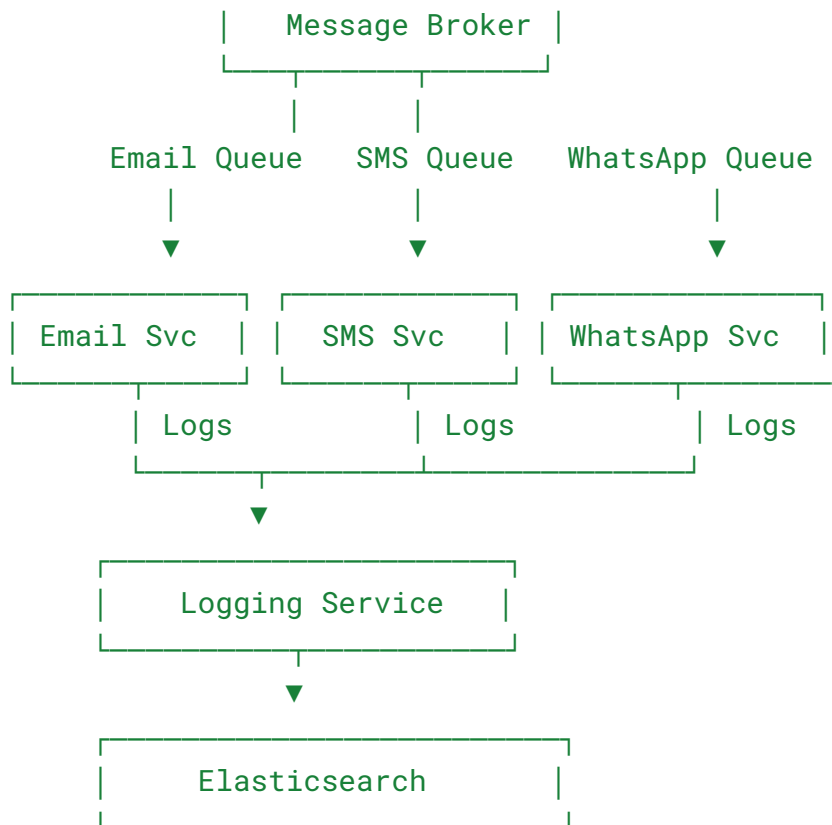 Message Broker
Email Queue SMS Queue WhatsApp Queue
Email Svc SMS Svc WhatsApp Svc
Logs Logs Logs
Logging Service
Elasticsearch